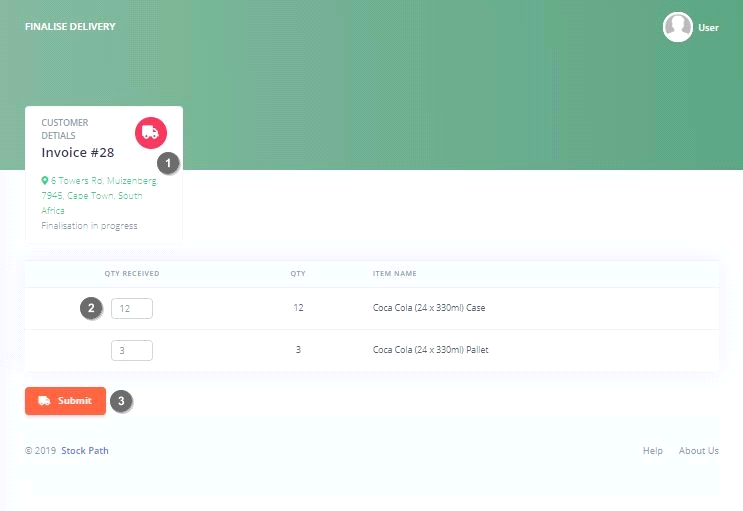 FINALISE DELIVERY
User
CUSTOMER
DETIALS
Invoice #28
1
6 Towers Rd, Muizenberg,
7945, Cape Town, South
Africa
Finalisation in progress
QTY RECEIVED QTY ITEM NAME
2 12 12 Coca Cola (24 x 330ml) Case
3 3 Coca Cola (24 x 330ml) Pallet
Submit 3
© 2019 Stock Path
Help About Us